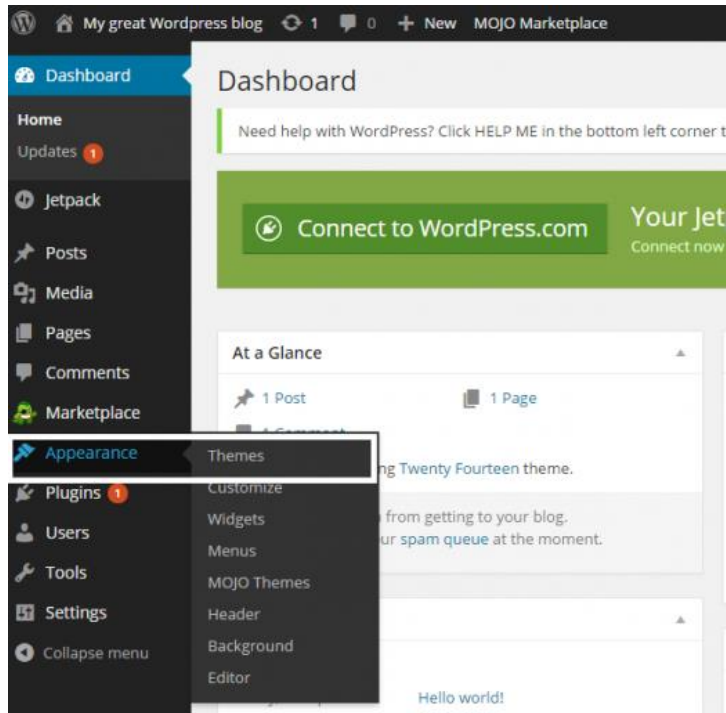 My great Wordpress blog 1 0 + New MOJO Marketplace
Dashboard
Home
Updates 1
Jetpack
Posts
Media
Pages
Comments
Marketplace
Appearance
Plugins 1
Users
Tools
Settings
Collapse menu
Themes
Customize
Widgets
Menus
MOJO Themes
Header
Background
Editor
Dashboard
Need help with WordPress? Click HELP ME in the bottom left corner
Connect to WordPress.com
Your Jet
Connect now
At a Glance
1 Post 1 Page
1 Comment
Twenty Fourteen theme.
from getting to your blog.
spam queue at the moment.
Hello world!